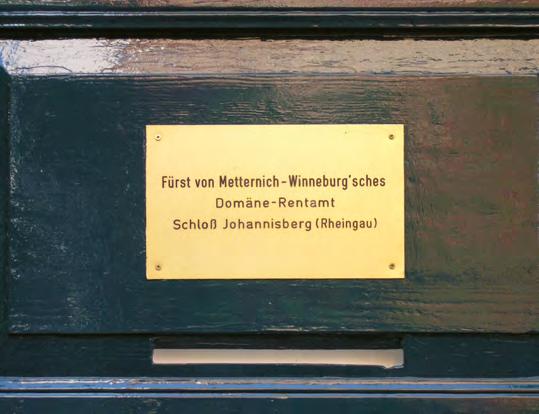 Fürst von Metternich-Winneburg'sches
Domäne-Rentamt
Schloß Johannisberg (Rheingau)